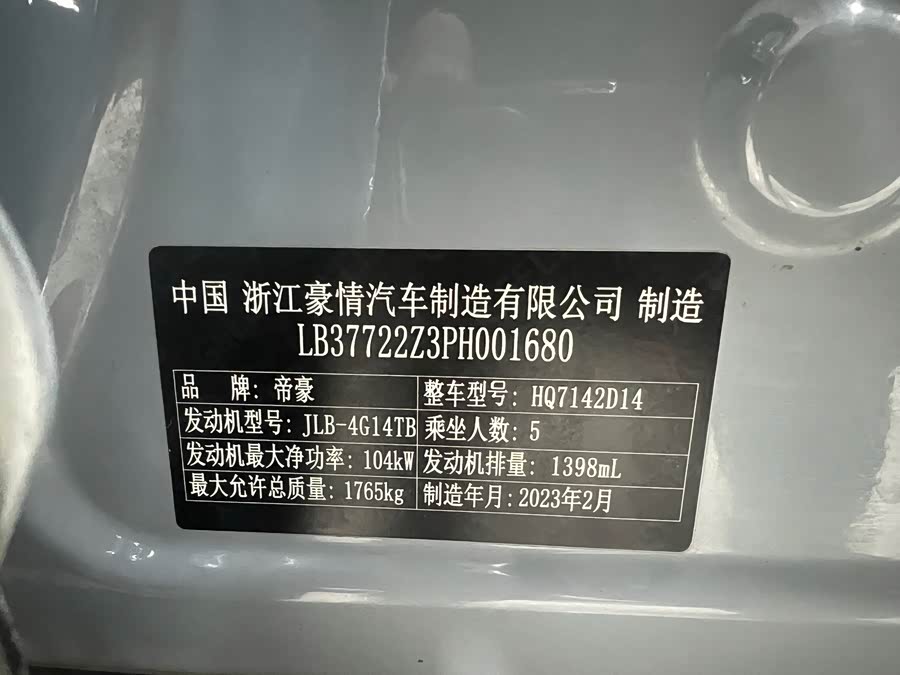 中国 浙江豪情汽车制造有限公司 制造
LB37722Z3PH001680
品 牌: 帝豪 整车型号: HQ7142D14
发动机型号: JLB-4G14TB 乘坐人数: 5
发动机最大净功率: 104kW 发动机排量: 1398mL
最大允许总质量: 1765kg 制造年月: 2023年2月